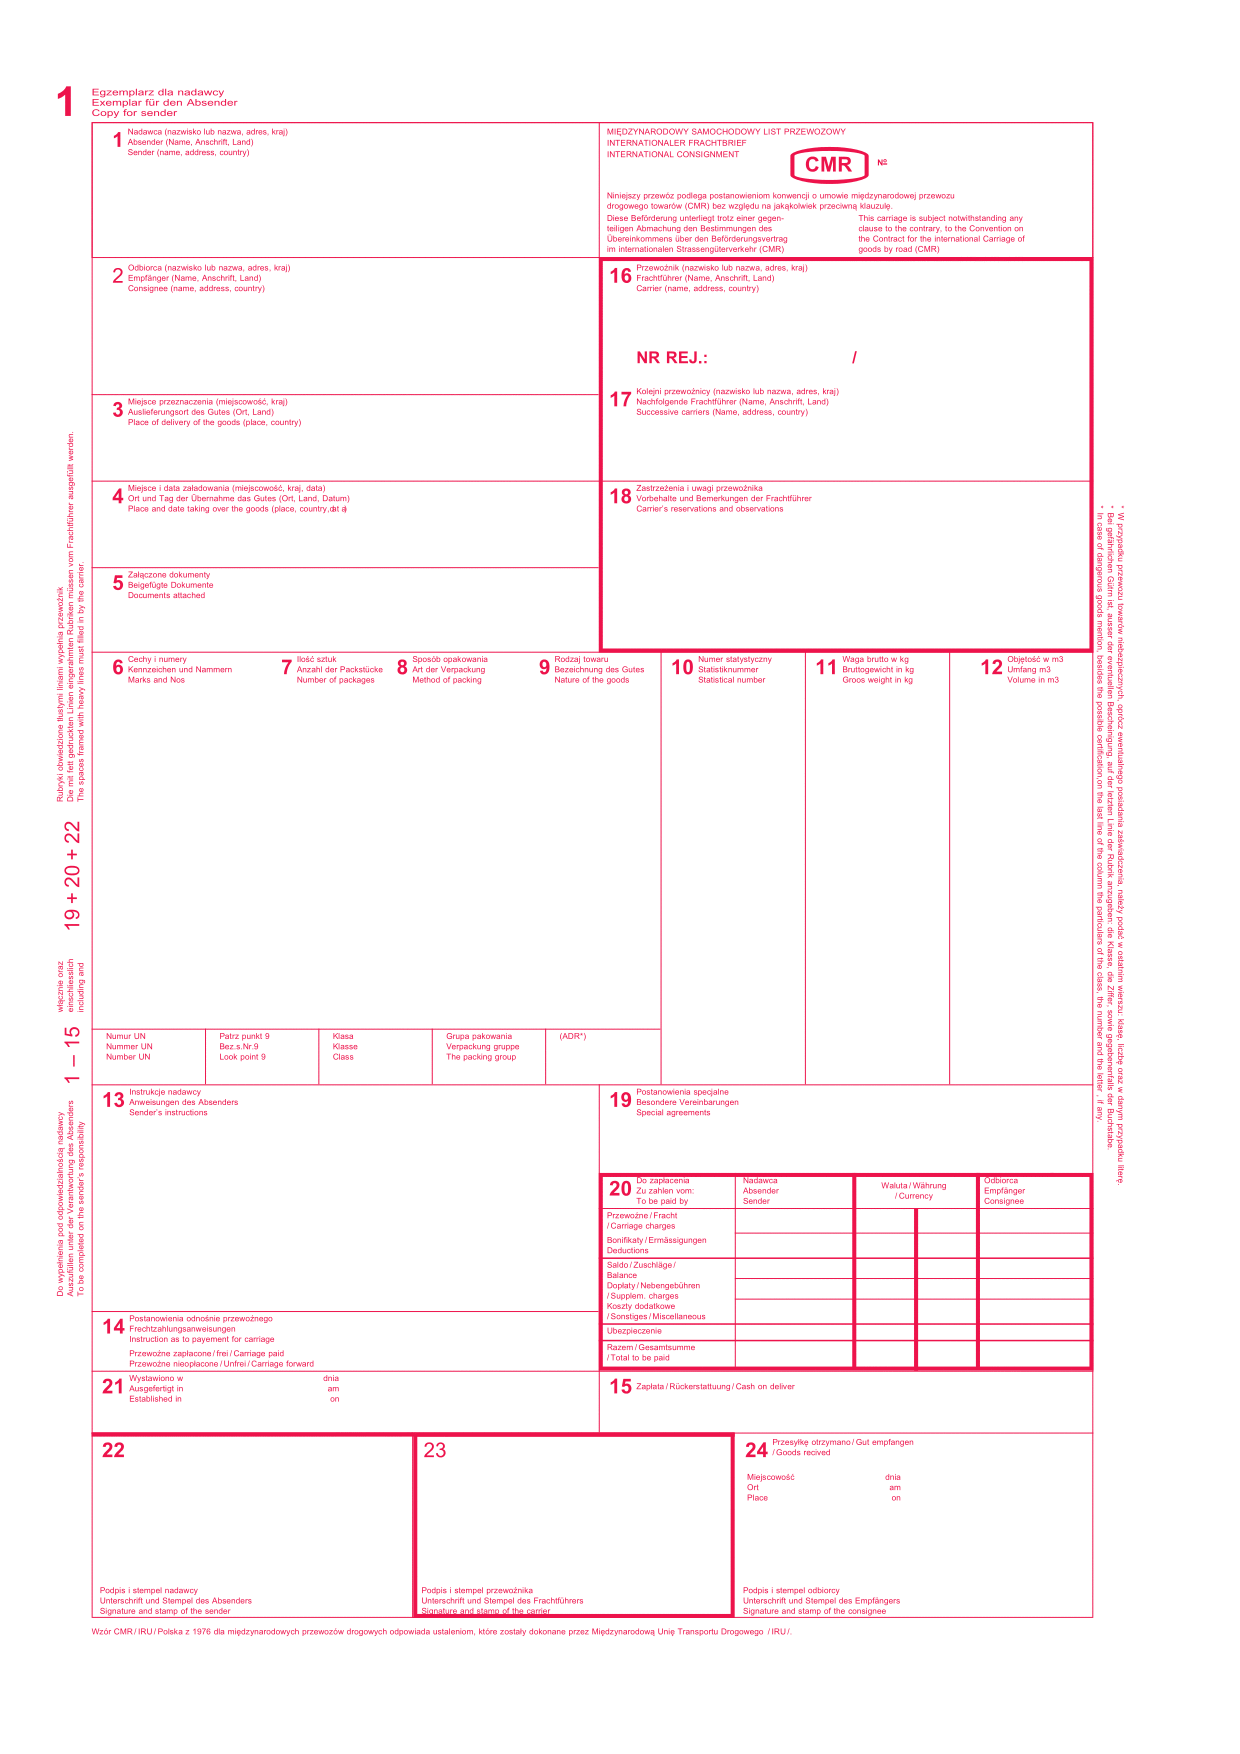 1
Egzemplarz dla nadawcy
Exemplar für den Absender
Copy for sender
1
Nadawca (nazwisko lub nazwa, adres, kraj)
Absender (Name, Anschrift, Land)
Sender (name, address, country)
MIĘDZYNARODOWY SAMOCHODOWY LIST PRZEWOZOWY
INTERNATIONALER FRACHTBRIEF
INTERNATIONAL CONSIGNMENT
CMR
№
Niniejszy przewóz podlega postanowieniom konwencji o umowie międzynarodowej przewozu
drogowego towarów (CMR) bez względu na jakąkolwiek przeciwną klauzulę.
Diese Beförderung unterliegt trotz einer gegen-
teiligen Abmachung den Bestimmungen des
Übereinkommens über den Beförderungsvertrag
im internationalen Strassengüterverkehr (CMR)
This carriage is subject notwithstanding any
clause to the contrary, to the Convention on
the Contract for the international Carriage of
goods by road (CMR)
2
Odbiorca (nazwisko lub nazwa, adres, kraj)
Empfänger (Name, Anschrift, Land)
Consignee (name, address, country)
16
Przewoźnik (nazwisko lub nazwa, adres, kraj)
Frachtführer (Name, Anschrift, Land)
Carrier (name, address, country)
NR REJ.: /
3
Miejsce przeznaczenia (miejscowość, kraj)
Auslieferungsort des Gutes (Ort, Land)
Place of delivery of the goods (place, country)
17
Kolejni przewoźnicy (nazwisko lub nazwa, adres, kraj)
Nachfolgende Frachtführer (Name, Anschrift, Land)
Successive carriers (Name, address, country)
4
Miejsce i data załadowania (miejscowość, kraj, data)
Ort und Tag der Übernahme das Gutes (Ort, Land, Datum)
Place and date taking over the goods (place, country,
18
Zastrzeżenia i uwagi przewoźnika
Vorbehalte und Bemerkungen der Frachtführer
Carrier's reservations and observations
5
Załączone dokumenty
Beigefügte Dokumente
Documents attached
6
Cechy i numery
Kennzeichen und Nammern
Marks and Nos
7
Ilość sztuk
Anzahl der Packstücke
Number of packages
8
Sposób opakowania
Art der Verpackung
Method of packing
9
Rodzaj towaru
Bezeichnung des Gutes
Nature of the goods
10
Numer statystyczny
Statistiknummer
Statistical number
11
Waga brutto w kg
Bruttogewicht in kg
Groos weight in kg
12
Objętość w m3
Umfang m3
Volume in m3
Numur UN
Nummer UN
Number UN
Patrz punkt 9
Bez.s.Nr.9
Look point 9
Klasa
Klasse
Class
Grupa pakowania
Verpackung gruppe
The packing group
(ADR*)
13
Instrukcje nadawcy
Anweisungen des Absenders
Sender's instructions
19
Postanowienia specjalne
Besondere Vereinbarungen
Special agreements
20
Do zapłacenia
Zu zahlen vom:
To be paid by
Nadawca
Absender
Sender
Waluta / Währung
/ Currency
Odbiorca
Empfänger
Consignee
Przewoźne / Fracht
/ Carriage charges
Bonifikaty / Ermässigungen
Deductions
Saldo / Zuschläge /
Balance
Dopłaty / Nebengebühren
/ Supplem. charges
Koszty dodatkowe
/ Sonstiges / Miscellaneous
Ubezpieczenie
Razem / Gesamtsumme
/ Total to be paid
14
Postanowienia odnośnie przewoźnego
Frechtzahlungsanweisungen
Instruction as to payement for carriage
Przewoźne zapłacone / frei / Carriage paid
Przewoźne nieopłacone / Unfrei / Carriage forward
21
Wystawiono w dnia
Ausgefertigt in am
Established in on
15
Zapłata / Rückerstattuung / Cash on deliver
22
Podpis i stempel nadawcy
Unterschrift und Stempel des Absenders
Signature and stamp of the sender
23
Podpis i stempel przewoźnika
Unterschrift und Stempel des Frachtführers
Signature and stamp of the carrier
24
Przesyłkę otrzymano / Gut empfangen
/ Goods recived
Miejscowość dnia
Ort am
Place on
Podpis i stempel odbiorcy
Unterschrift und Stempel des Empfängers
Signature and stamp of the consignee
Wzór CMR / IRU / Polska z 1976 dla międzynarodowych przewozów drogowych odpowiada ustaleniom, które zostały dokonane przez Międzynarodową Unię Transportu Drogowego / IRU /.
Do wypełnienia pod odpowiedzialnością nadawcy
Auszufüllen unter der Verantwortung des Absenders
To be completed on the sender's responsibility
1 – 15
włącznie oraz
einschliesslich
including and
19 + 20 + 22
Rubryki obwiedzione tłustymi liniami wypełnia przewoźnik
Die mit fett gedruckten Linien eingerahmten Rubriken müssen vom Frachtführer ausgefüllt werden.
The spaces framed with heavy lines must filled in by the carrier.
* W przypadku przewozu towarów niebezpiecznych, oprócz ewentualnego posiadania zaświadczenia, należy podać w ostatnim wierszu: klasę, liczbę oraz w danym przypadku literę.
* Bei gefährlichen Gütrn ist, ausser der eventuellen Bescheinigung, auf der letzten Linie der Rubrik anzugeben: die Klasse, die Ziffer, sowie gegebenenfalls der Buchstabe.
* In case of dangerous goods mention, besides the possible certification,on the last line of the column the particulars of the class, the number and the letter , if any.